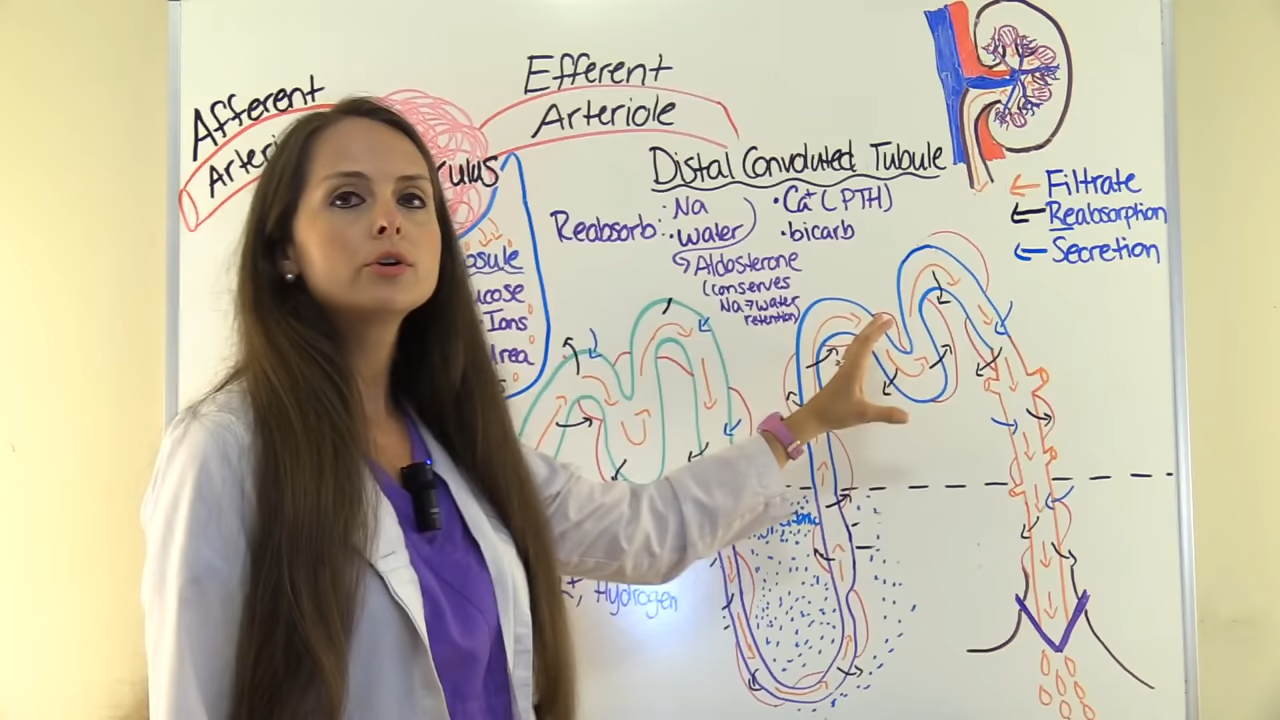 Afferent
Efferent
Arteriole
ulus
Distal Convoluted Tubule
Reabsorb:
·Na
·water
·Ca+ (PTH)
·bicarb
Aldosterone
(conserves
Na→water
retention)
Filtrate
Reabsorption
Secretion
, Hydrogen